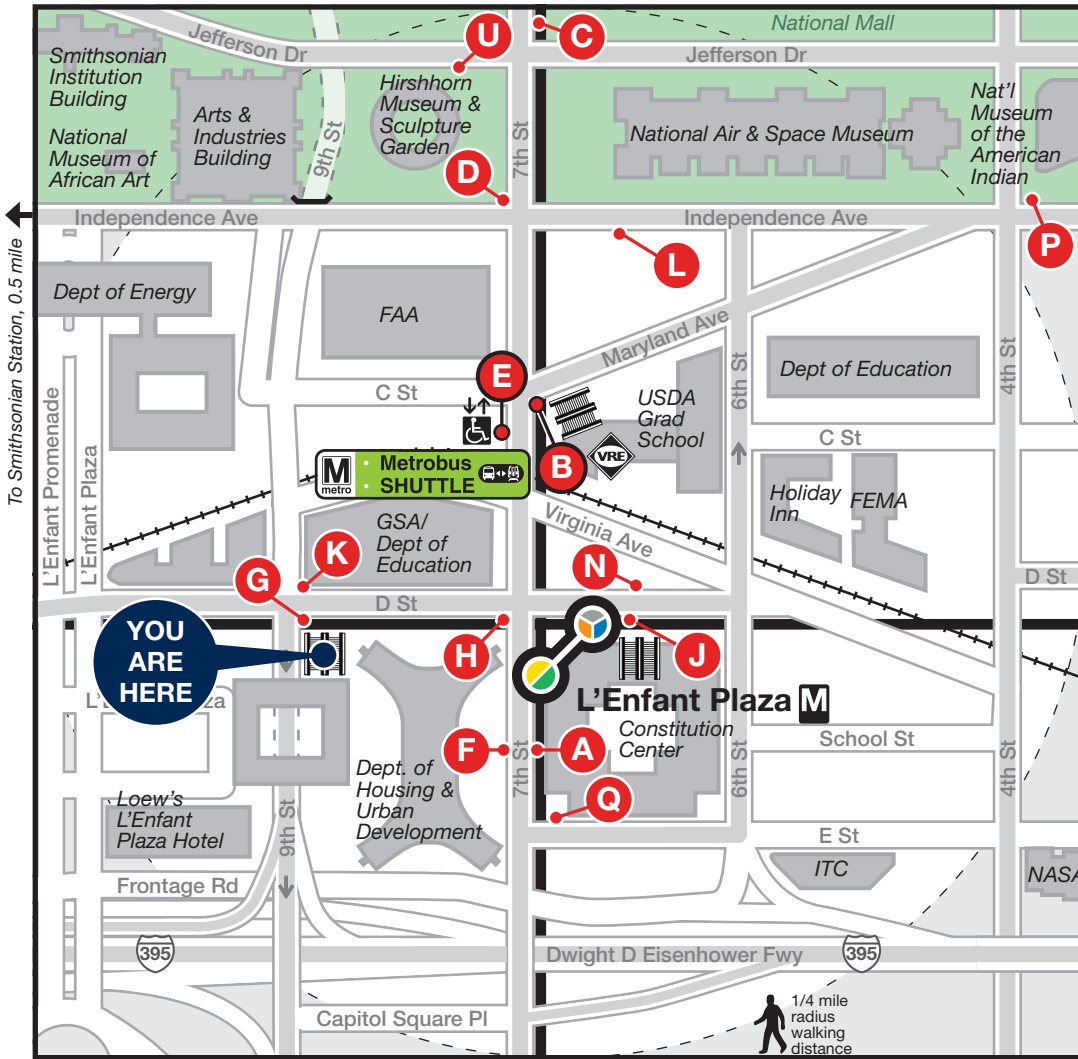 National Mall
Jefferson Dr
U
C
Jefferson Dr
Smithsonian
Institution
Building
Arts &
Industries
Building
National
Museum of
African Art
9th St
Hirshhorn
Museum &
Sculpture
Garden
7th St
National Air & Space Museum
Nat'l
Museum
of the
American
Indian
D
P
Independence Ave
Independence Ave
To Smithsonian Station, 0.5 mile
L
Dept of Energy
FAA
Maryland Ave
6th St
4th St
Dept of Education
E
C St
USDA
Grad
School
C St
L'Enfant Promenade
L'Enfant Plaza
M
metro
• Metrobus
• SHUTTLE
B
VRE
Holiday
Inn
FEMA
Virginia Ave
GSA/
Dept of
Education
K
N
G
D St
D St
YOU
ARE
HERE
H
J
L'Enfant Plaza M
Constitution
Center
School St
F
A
7th St
6th St
4th St
Q
Dept. of
Housing &
Urban
Development
Loew's
L'Enfant
Plaza Hotel
9th St
E St
ITC
NASA
Frontage Rd
395
Dwight D Eisenhower Fwy
395
Capitol Square Pl
1/4 mile
radius
walking
distance